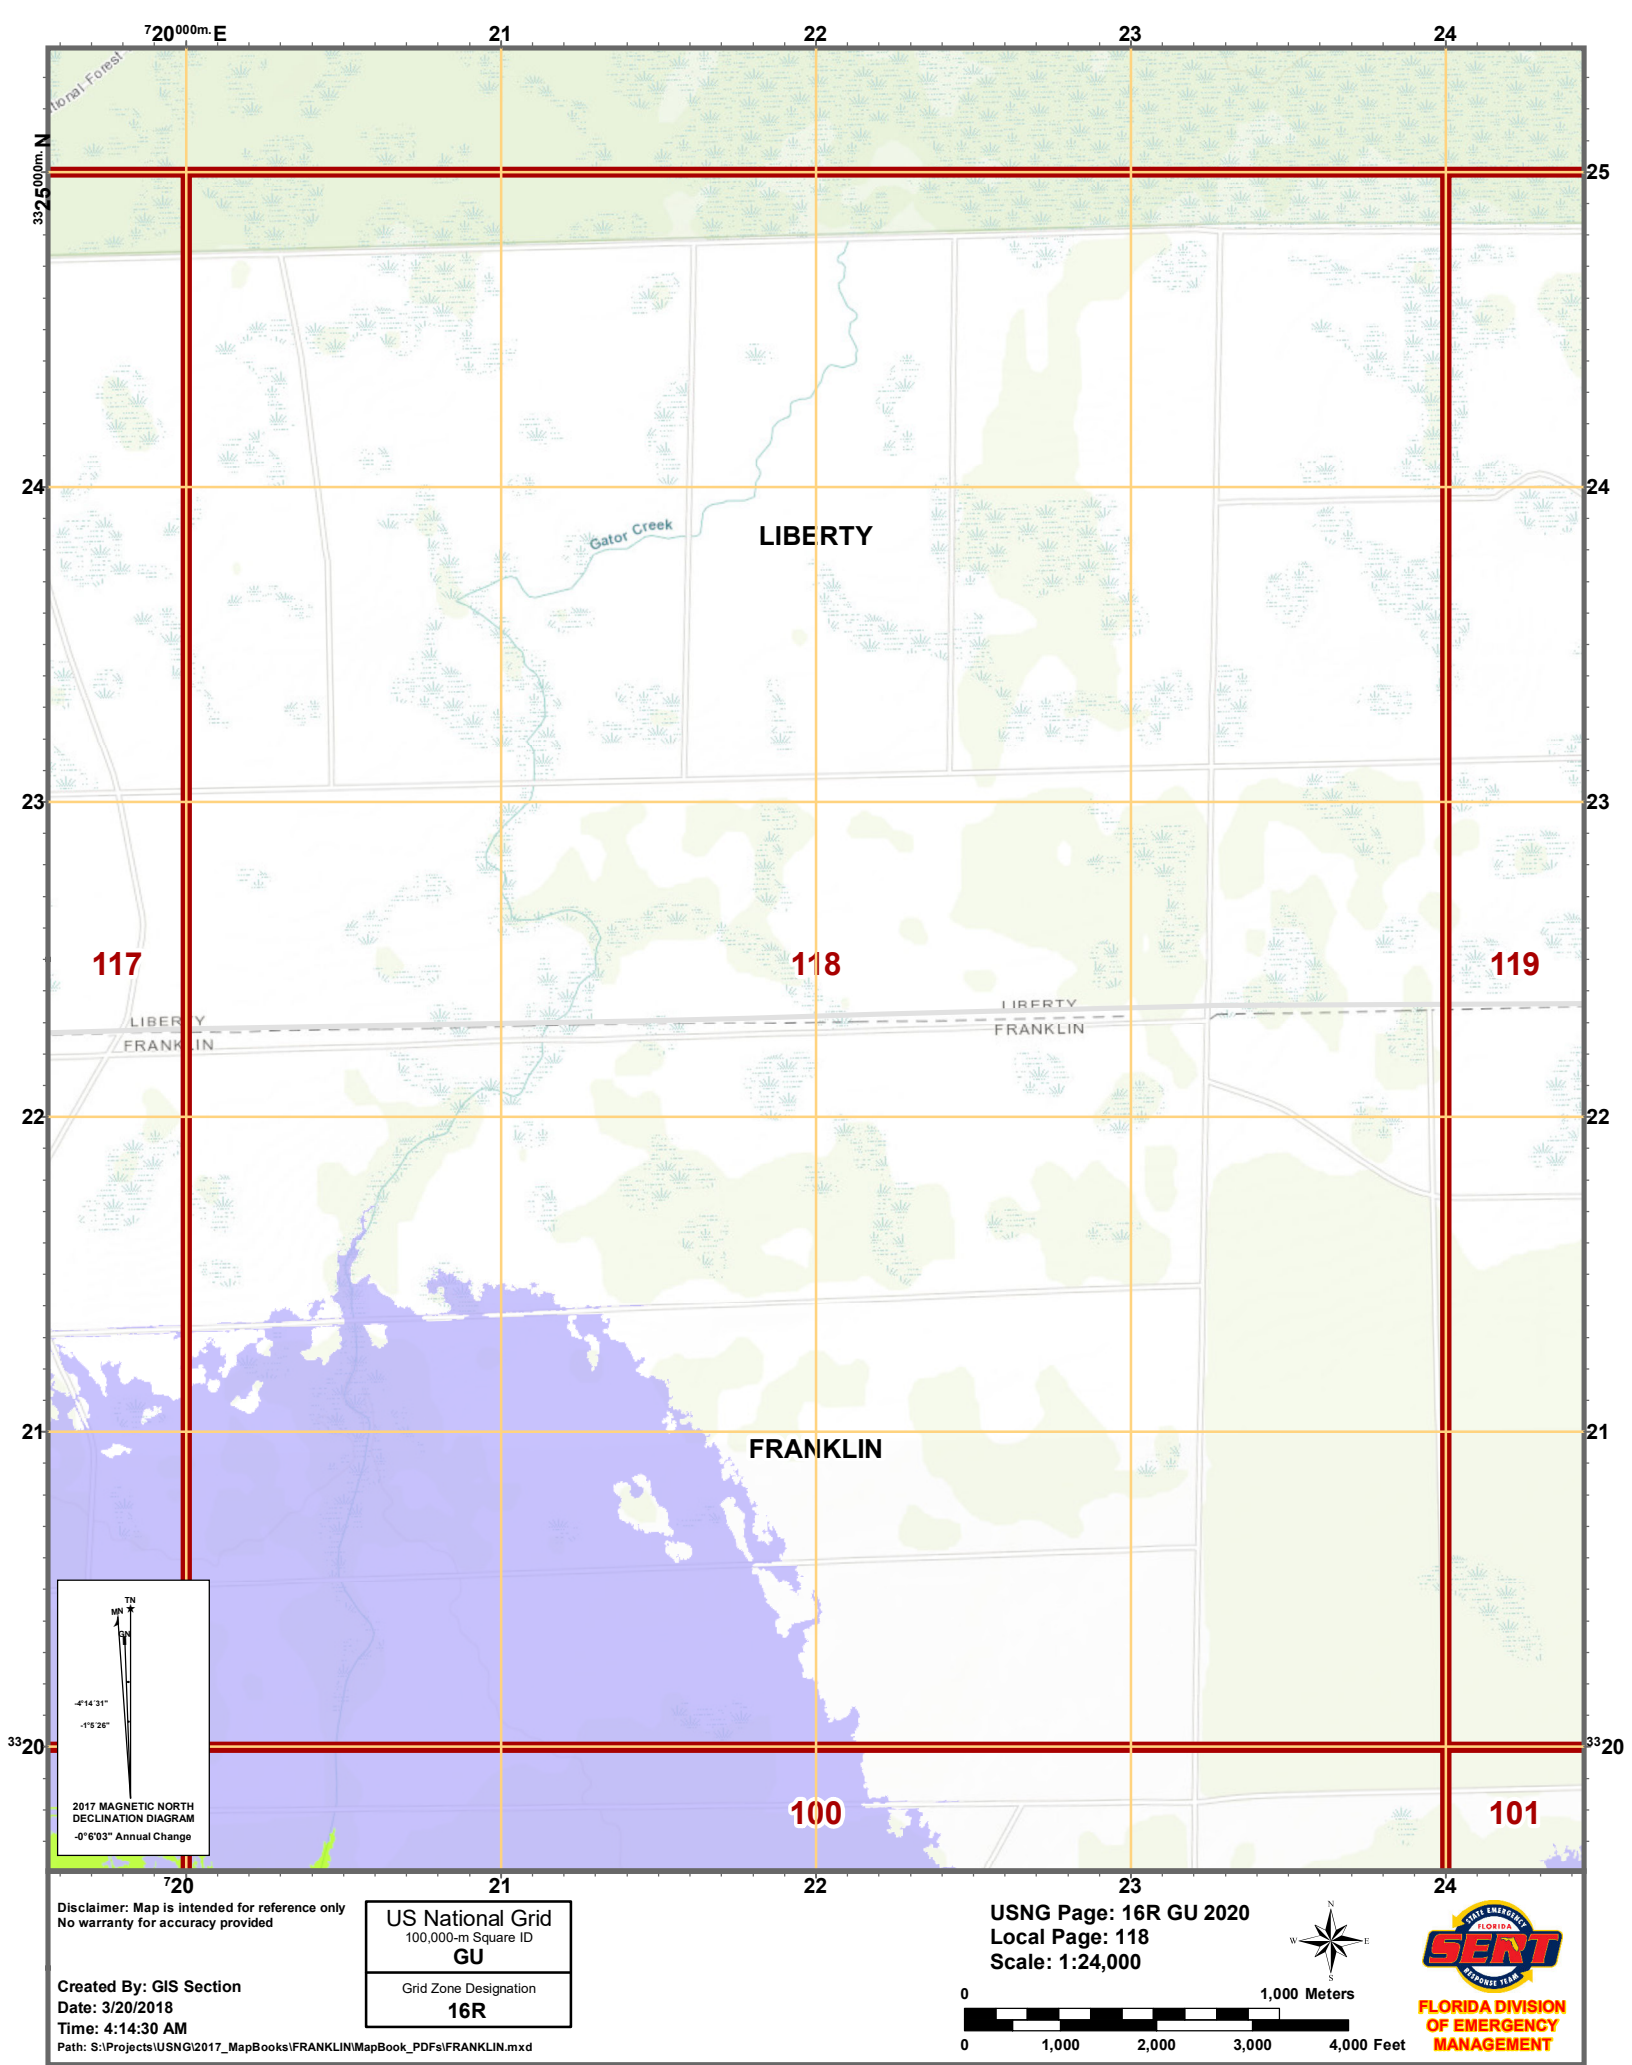 720000m.E 21 22 23 24
tional Forest
3325000m.N 25
24 24
Gator Creek
LIBERTY
23 23
117 118 119
LIBERTY LIBERTY
FRANKLIN FRANKLIN
22 22
21 21
FRANKLIN
TN
MN
GN
-4°14'31"
-1°5'26"
3320 3320
2017 MAGNETIC NORTH
DECLINATION DIAGRAM
-0°6'03" Annual Change
100 101
720 21 22 23 24
Disclaimer: Map is intended for reference only
No warranty for accuracy provided
Created By: GIS Section
Date: 3/20/2018
Time: 4:14:30 AM
Path: S:\Projects\USNG\2017_MapBooks\FRANKLIN\MapBook_PDFs\FRANKLIN.mxd
US National Grid
100,000-m Square ID
GU
Grid Zone Designation
16R
USNG Page: 16R GU 2020
Local Page: 118
Scale: 1:24,000
0 1,000 Meters
0 1,000 2,000 3,000 4,000 Feet
N
W E
S
STATE EMERGENCY
FLORIDA
SERT
RESPONSE TEAM
FLORIDA DIVISION
OF EMERGENCY
MANAGEMENT